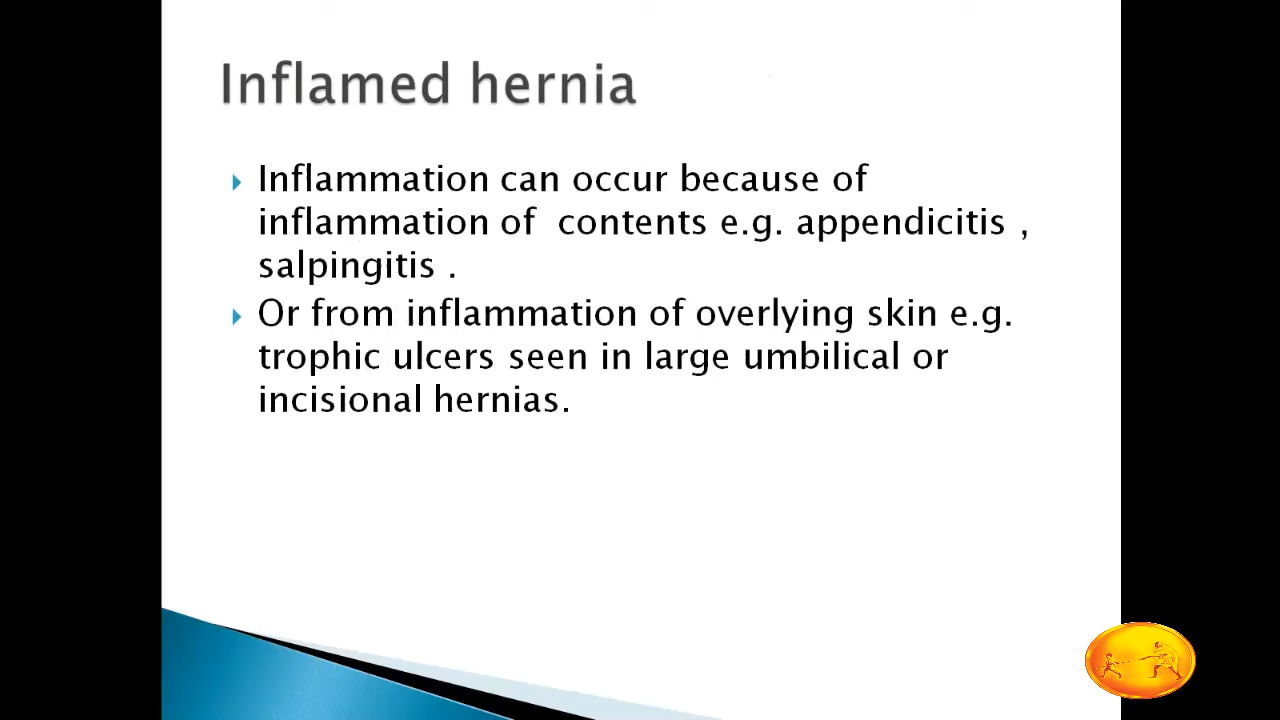 Inflamed hernia
Inflammation can occur because of
inflammation of  contents e.g. appendicitis ,
salpingitis .
Or from inflammation of overlying skin e.g.
trophic ulcers seen in large umbilical or
incisional hernias.